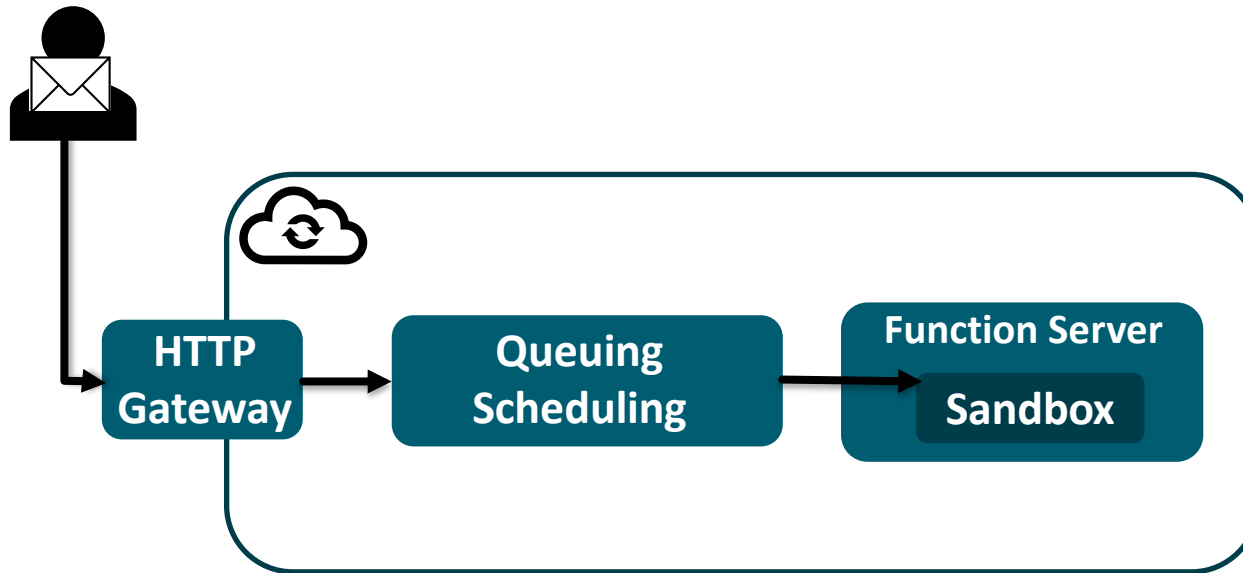 HTTP
Gateway
Queuing
Scheduling
Function Server
Sandbox